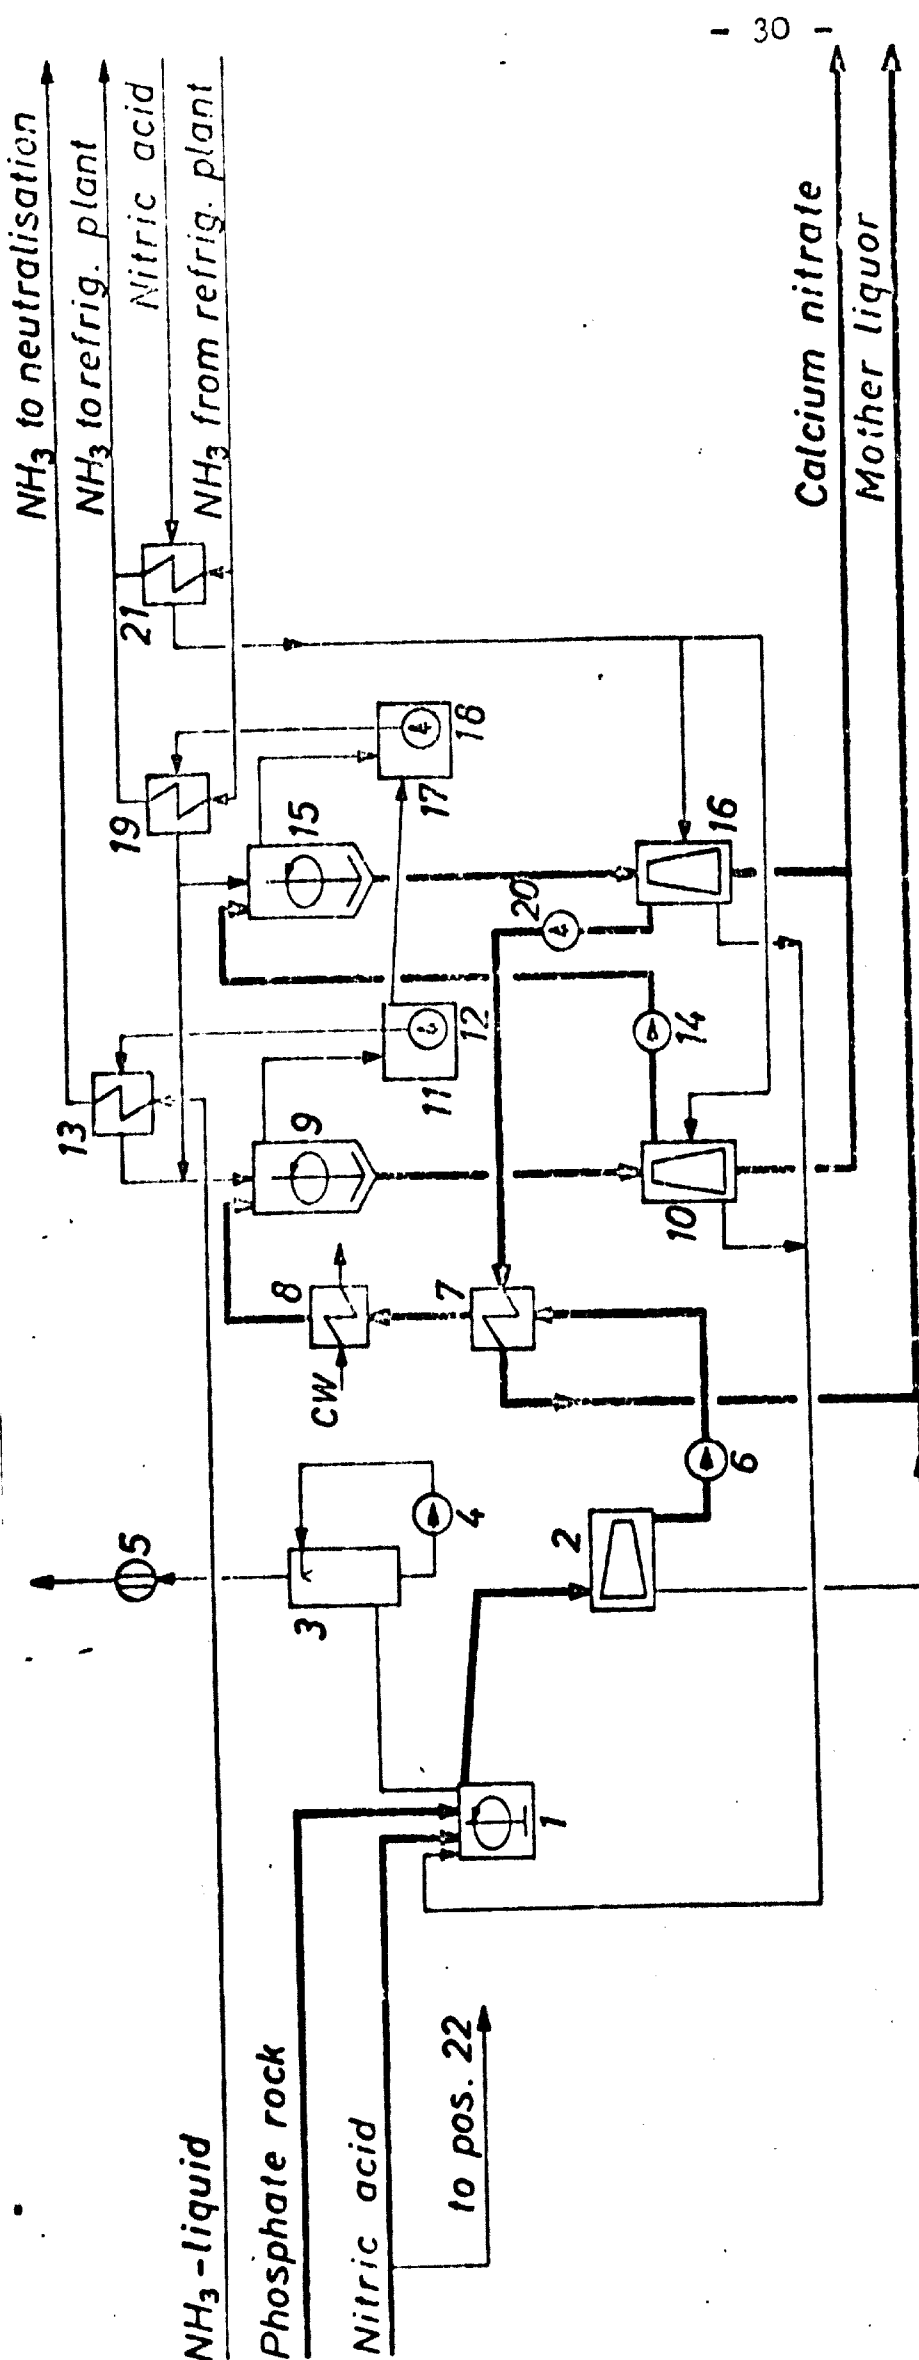 - 30 -
NH3 to neutralisation
NH3 to refrig. plant
Nitric acid
NH3 from refrig. plant
21
19
13
5
18
17
15
12
11
9
8
CW
7
4
3
20
16
14
10
6
2
1
Calcium nitrate
Mother liquor
NH3-liquid
Phosphate rock
Nitric acid
to pos. 22